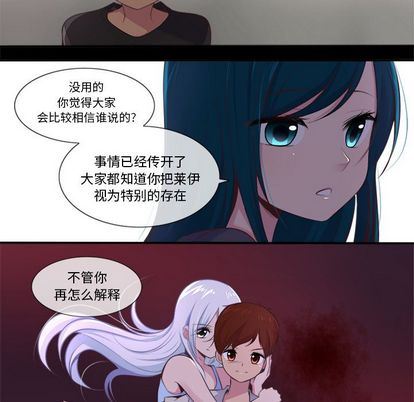 没用的
你觉得大家
会比较相信谁说的?
事情已经传开了
大家都知道你把莱伊
视为特别的存在
不管你
再怎么解释